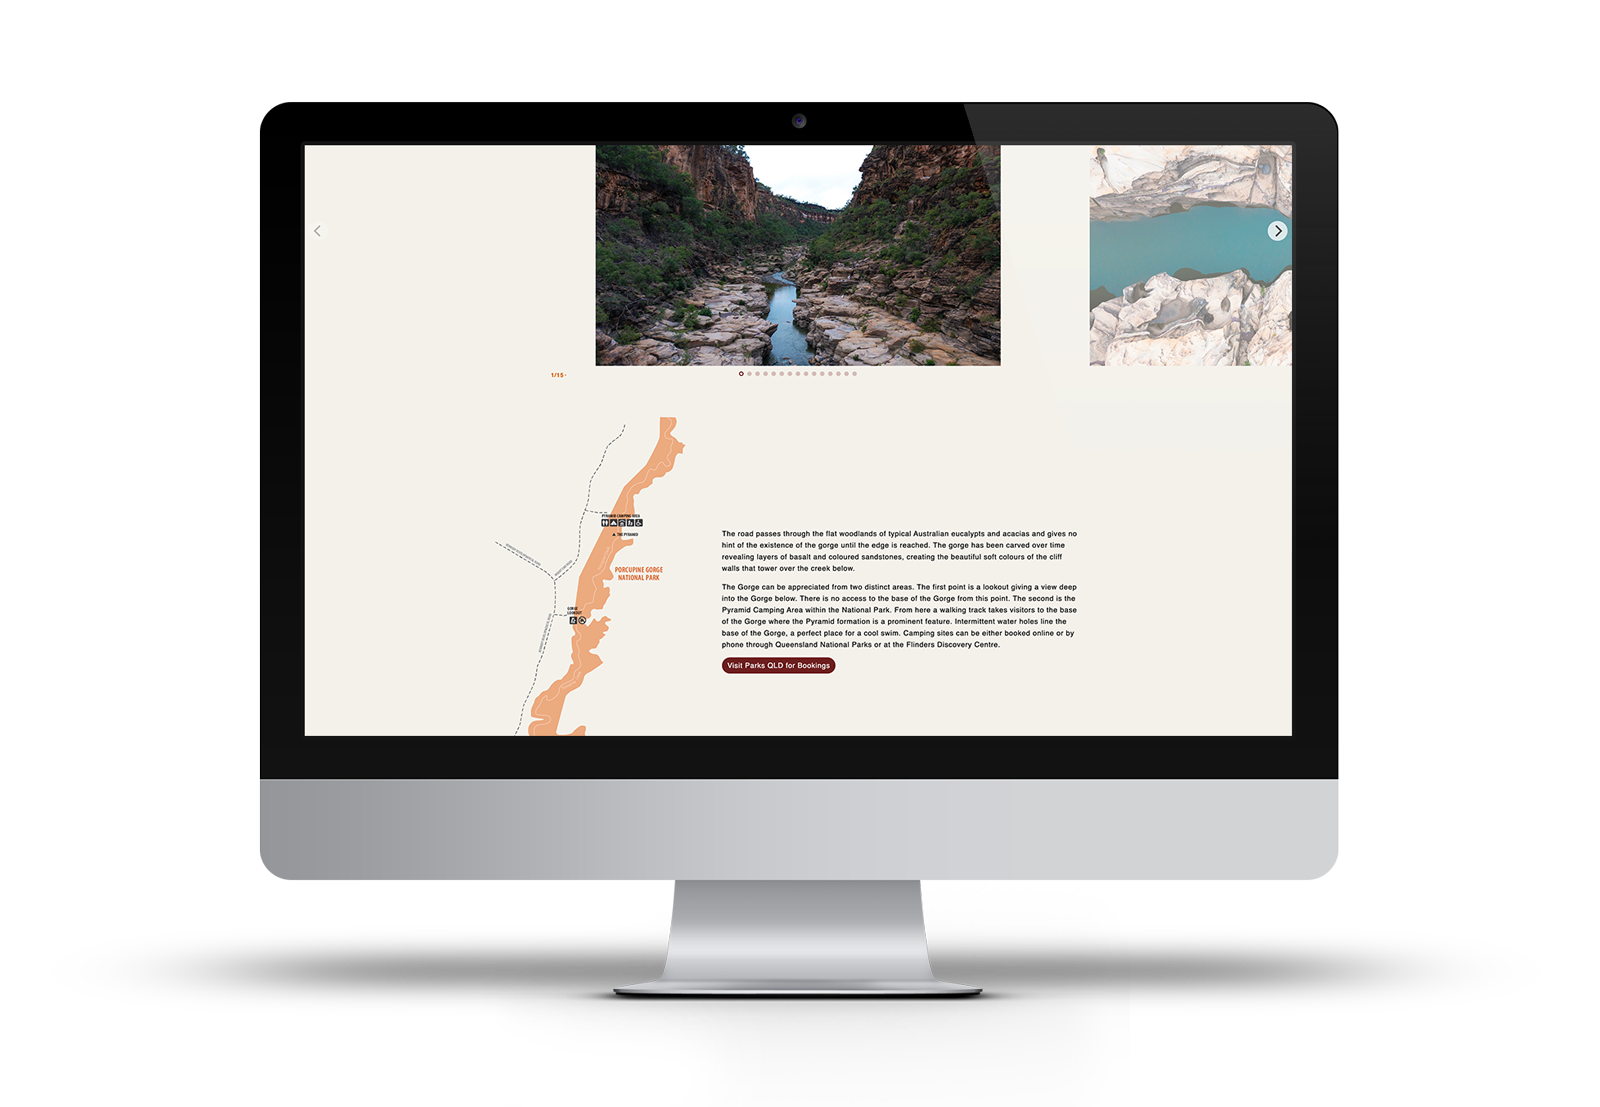 1/15
PYRAMID CAMPING AREA
THE PYRAMID
PORCUPINE GORGE
NATIONAL PARK
GORGE
LOOKOUT
The road passes through the flat woodlands of typical Australian eucalypts and acacias and gives no
hint of the existence of the gorge until the edge is reached. The gorge has been carved over time
revealing layers of basalt and coloured sandstones, creating the beautiful soft colours of the cliff
walls that tower over the creek below.
The Gorge can be appreciated from two distinct areas. The first point is a lookout giving a view deep
into the Gorge below. There is no access to the base of the Gorge from this point. The second is the
Pyramid Camping Area within the National Park. From here a walking track takes visitors to the base
of the Gorge where the Pyramid formation is a prominent feature. Intermittent water holes line the
base of the Gorge, a perfect place for a cool swim. Camping sites can be either booked online or by
phone through Queensland National Parks or at the Flinders Discovery Centre.
Visit Parks QLD for Bookings